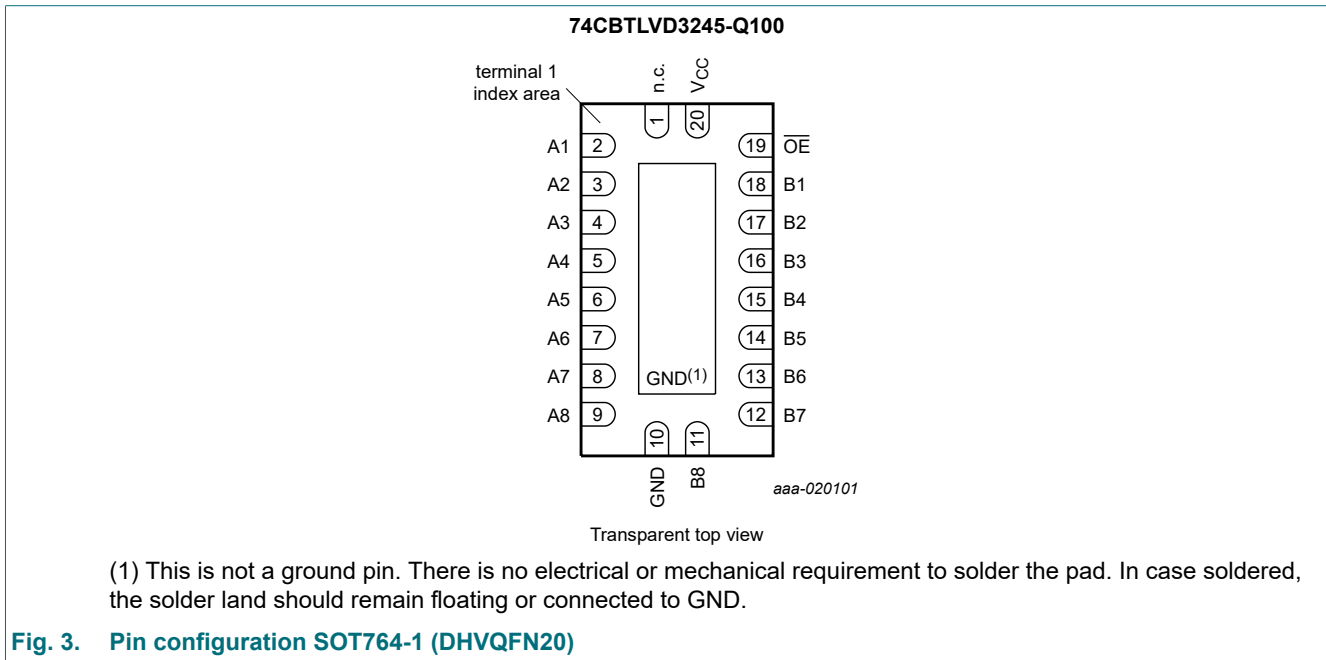 74CBTLVD3245-Q100
terminal 1
index area
n.c.
VCC
1
20
A1 2
19 OE
A2 3
18 B1
A3 4
17 B2
A4 5
16 B3
A5 6
15 B4
A6 7
14 B5
A7 8
GND(1)
13 B6
A8 9
12 B7
10
11
GND
B8
aaa-020101
Transparent top view
(1) This is not a ground pin. There is no electrical or mechanical requirement to solder the pad. In case soldered,
the solder land should remain floating or connected to GND.
Fig. 3. Pin configuration SOT764-1 (DHVQFN20)